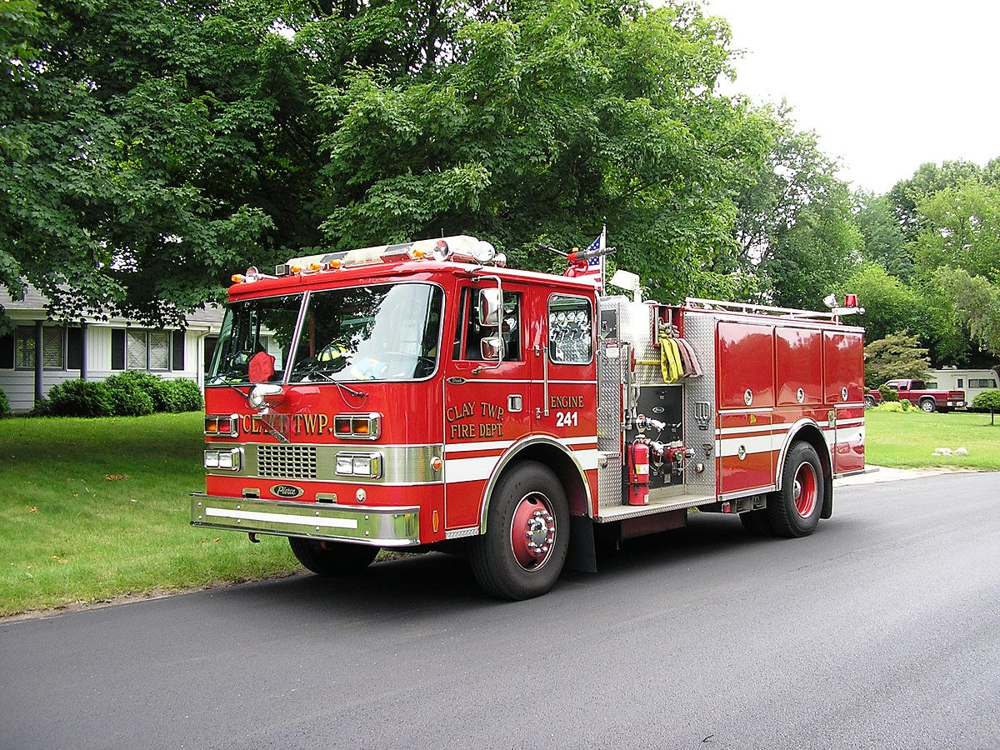 CLAY TWP.
Pierce
CLAY TWP.
FIRE DEPT.
ENGINE
241